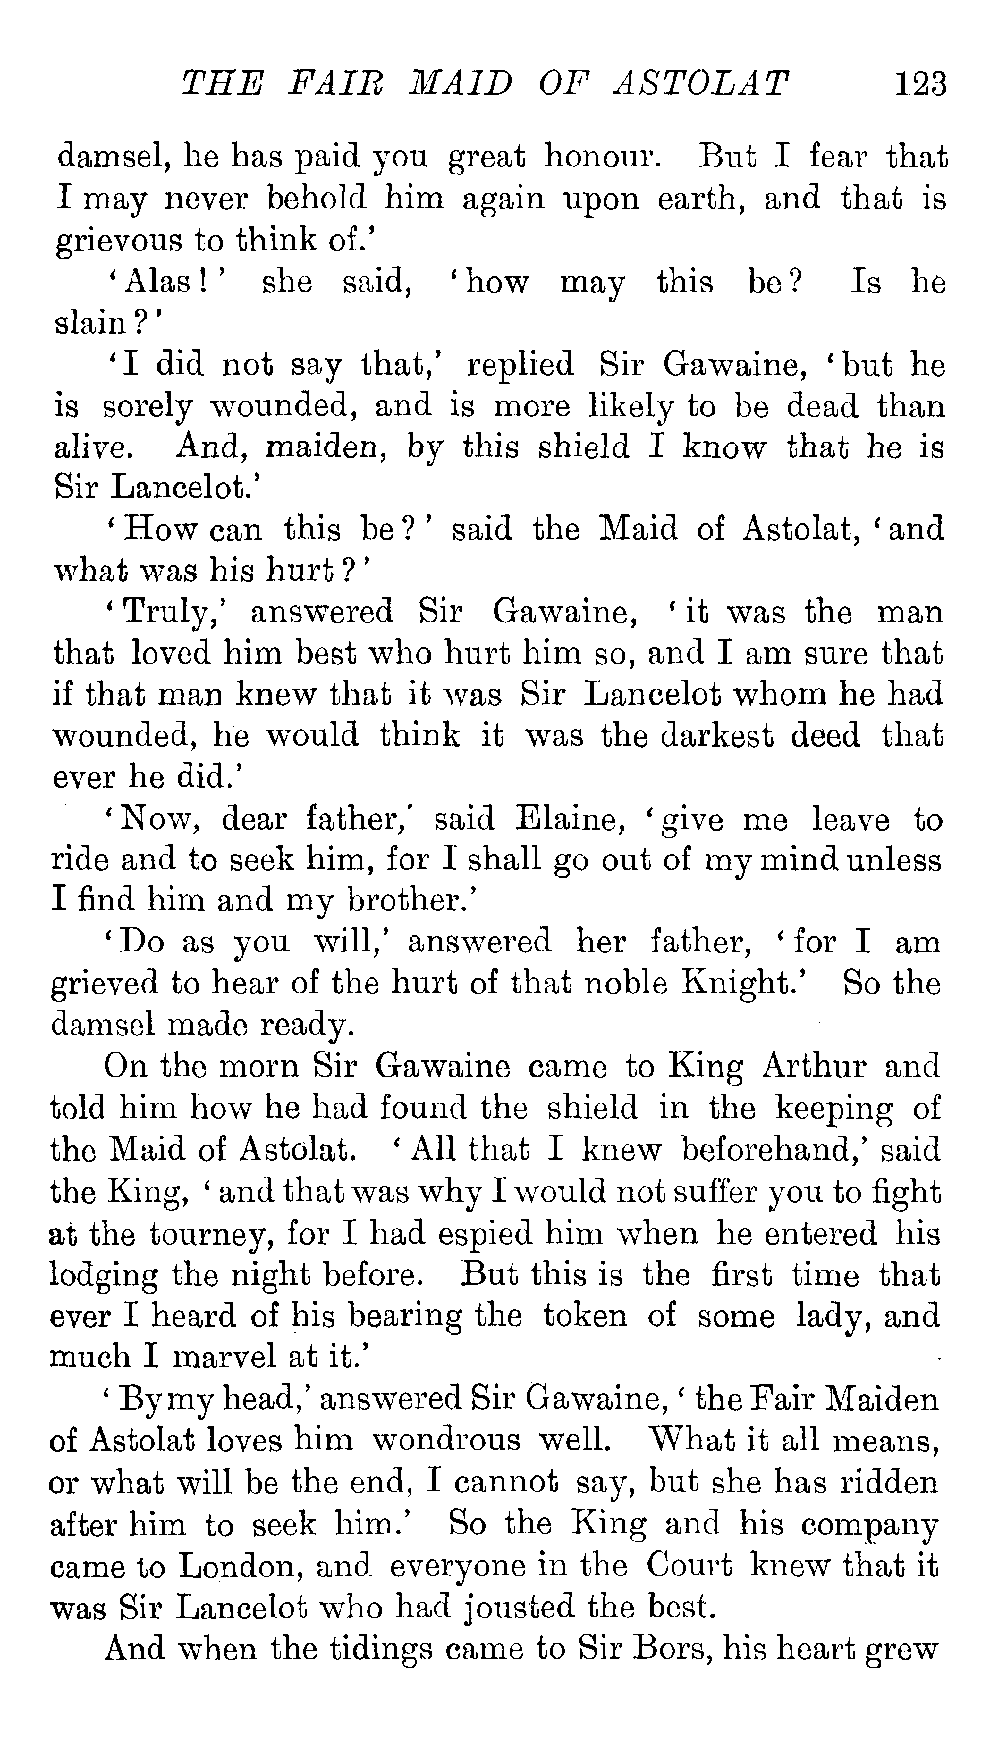 THE FAIR MAID OF ASTOLAT 123
damsel, he has paid you great honour. But I fear that
I may never behold him again upon earth, and that is
grievous to think of.’
‘Alas!’ she said, ‘how may this be? Is he
slain?’
‘I did not say that,’ replied Sir Gawaine, ‘but he
is sorely wounded, and is more likely to be dead than
alive. And, maiden, by this shield I know that he is
Sir Lancelot.’
‘How can this be?’ said the Maid of Astolat, ‘and
what was his hurt?’
‘Truly,’ answered Sir Gawaine, ‘it was the man
that loved him best who hurt him so, and I am sure that
if that man knew that it was Sir Lancelot whom he had
wounded, he would think it was the darkest deed that
ever he did.’
‘Now, dear father,’ said Elaine, ‘give me leave to
ride and to seek him, for I shall go out of my mind unless
I find him and my brother.’
‘Do as you will,’ answered her father, ‘for I am
grieved to hear of the hurt of that noble Knight.’ So the
damsel made ready.
On the morn Sir Gawaine came to King Arthur and
told him how he had found the shield in the keeping of
the Maid of Astolat. ‘All that I knew beforehand,’ said
the King, ‘and that was why I would not suffer you to fight
at the tourney, for I had espied him when he entered his
lodging the night before. But this is the first time that
ever I heard of his bearing the token of some lady, and
much I marvel at it.’
‘By my head,’ answered Sir Gawaine, ‘the Fair Maiden
of Astolat loves him wondrous well. What it all means,
or what will be the end, I cannot say, but she has ridden
after him to seek him.’ So the King and his company
came to London, and everyone in the Court knew that it
was Sir Lancelot who had jousted the best.
And when the tidings came to Sir Bors, his heart grew